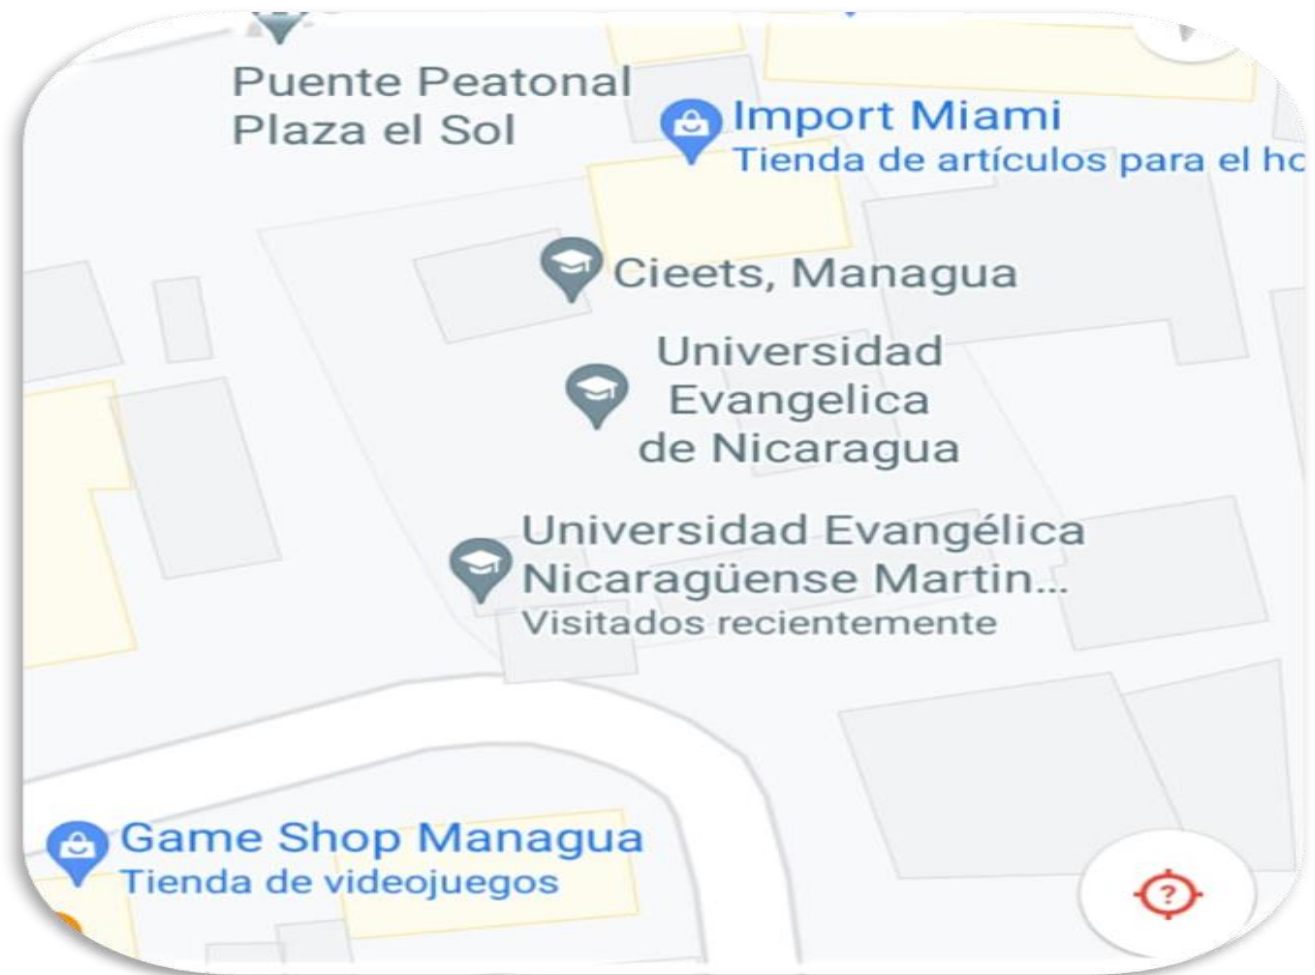 Puente Peatonal
Plaza el Sol
Import Miami
Tienda de artículos para el ho
Cieets, Managua
Universidad
Evangelica
de Nicaragua
Universidad Evangélica
Nicaragüense Martin...
Visitados recientemente
Game Shop Managua
Tienda de videojuegos
?